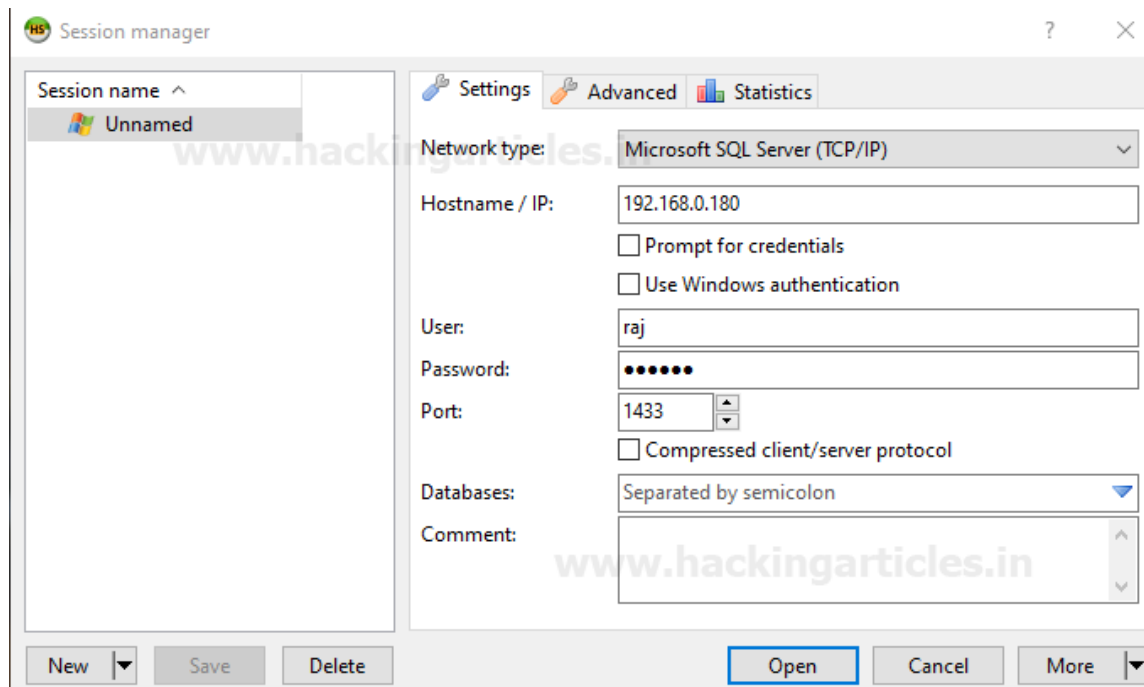 HS Session manager
Session name
Unnamed
Settings Advanced Statistics
www.hackingarticles.in
Network type: Microsoft SQL Server (TCP/IP)
Hostname / IP: 192.168.0.180
Prompt for credentials
Use Windows authentication
User: raj
Password: ●●●●●●
Port: 1433
Compressed client/server protocol
Databases: Separated by semicolon
Comment:
www.hackingarticles.in
New Save Delete Open Cancel More